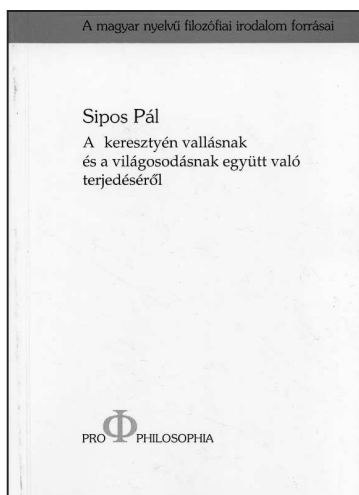 A magyar nyelvű filozófiai irodalom forrásai
Sipos Pál
A keresztyén vallásnak
és a világosodásnak együtt való
terjedéséről
PRO Φ PHILOSOPHIA